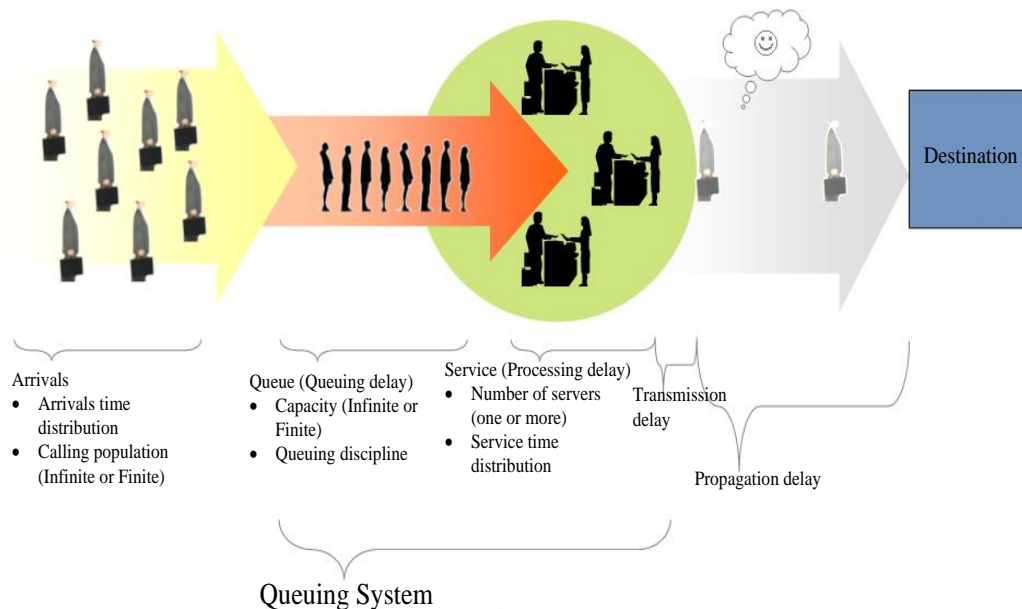 Destination
Arrivals
• Arrivals time
distribution
• Calling population
(Infinite or Finite)
Queue (Queuing delay)
• Capacity (Infinite or
Finite)
• Queuing discipline
Service (Processing delay)
• Number of servers
(one or more)
• Service time
distribution
Transmission
delay
Propagation delay
Queuing System